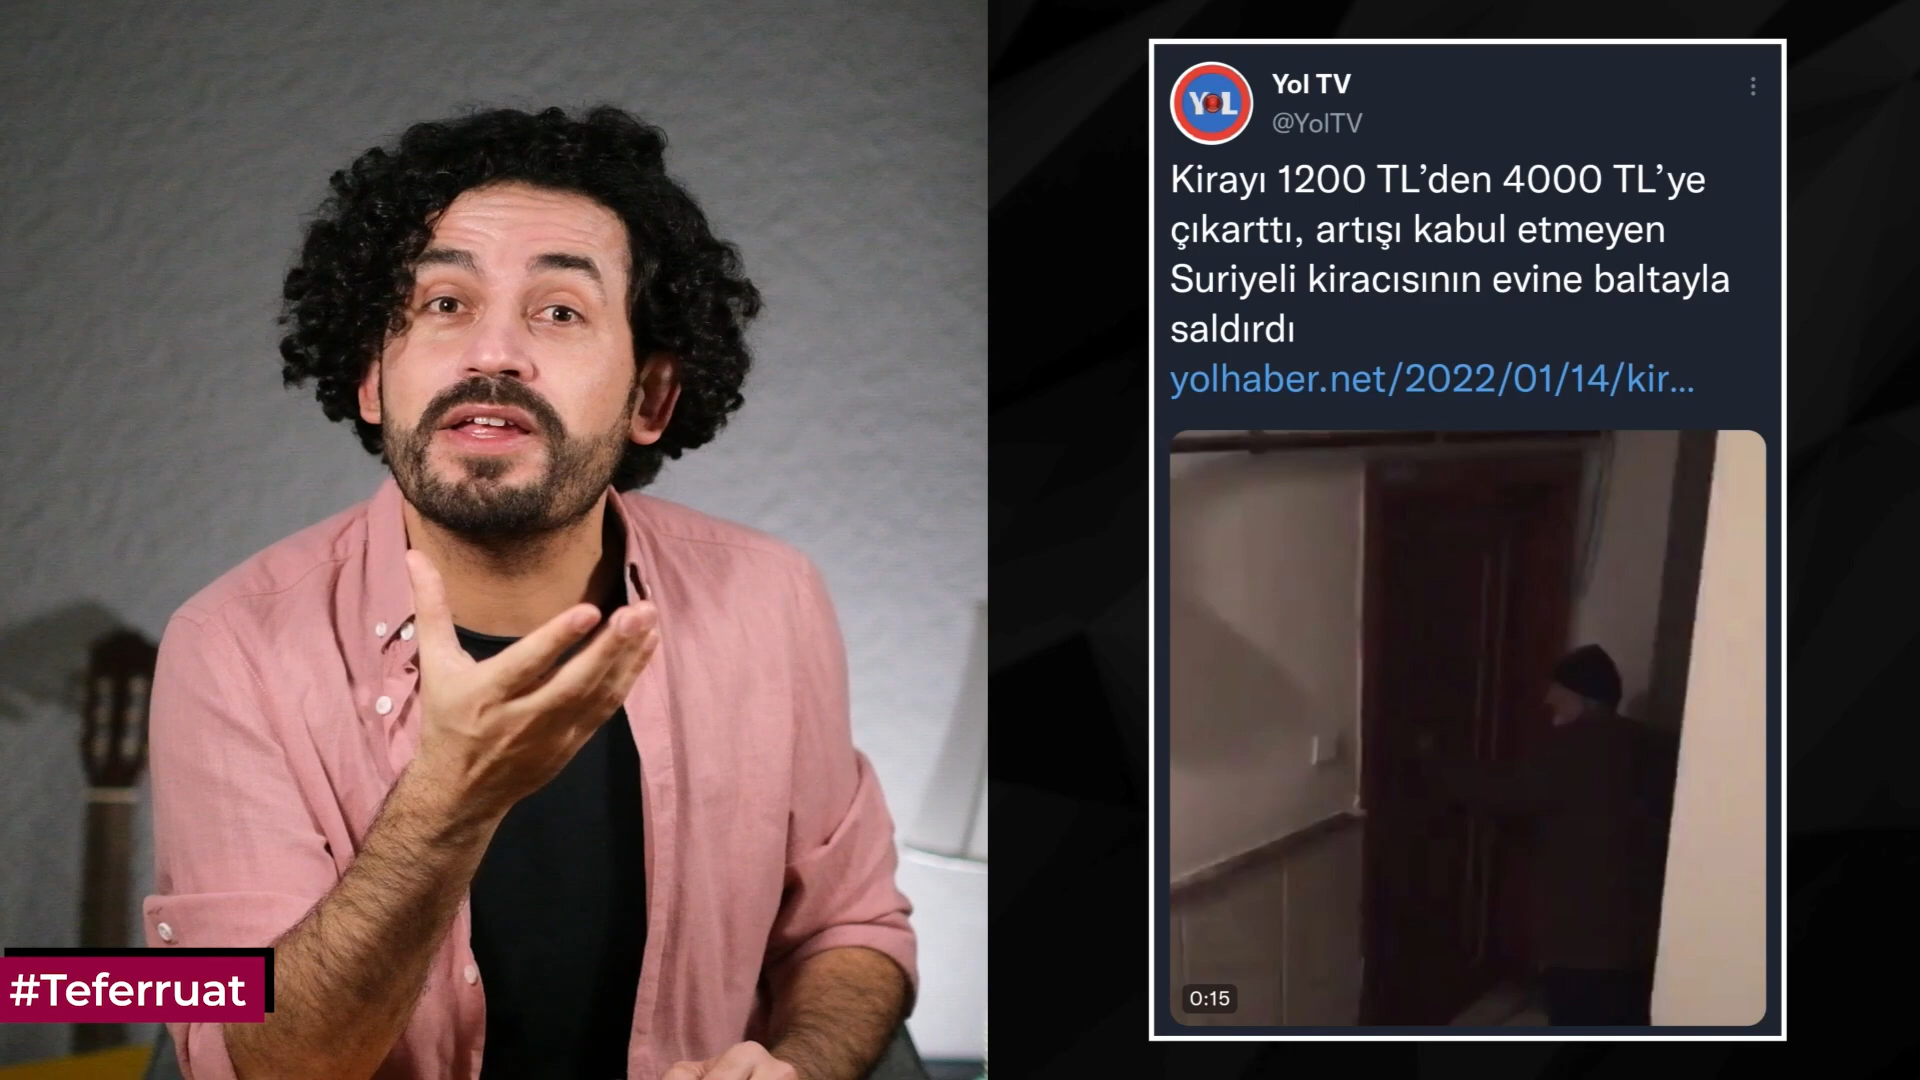 YOL
Yol TV
@YolTV
Kirayı 1200 TL’den 4000 TL’ye
çıkarttı, artışı kabul etmeyen
Suriyeli kiracısının evine baltayla
saldırdı
yolhaber.net/2022/01/14/kir...
0:15
#Teferruat